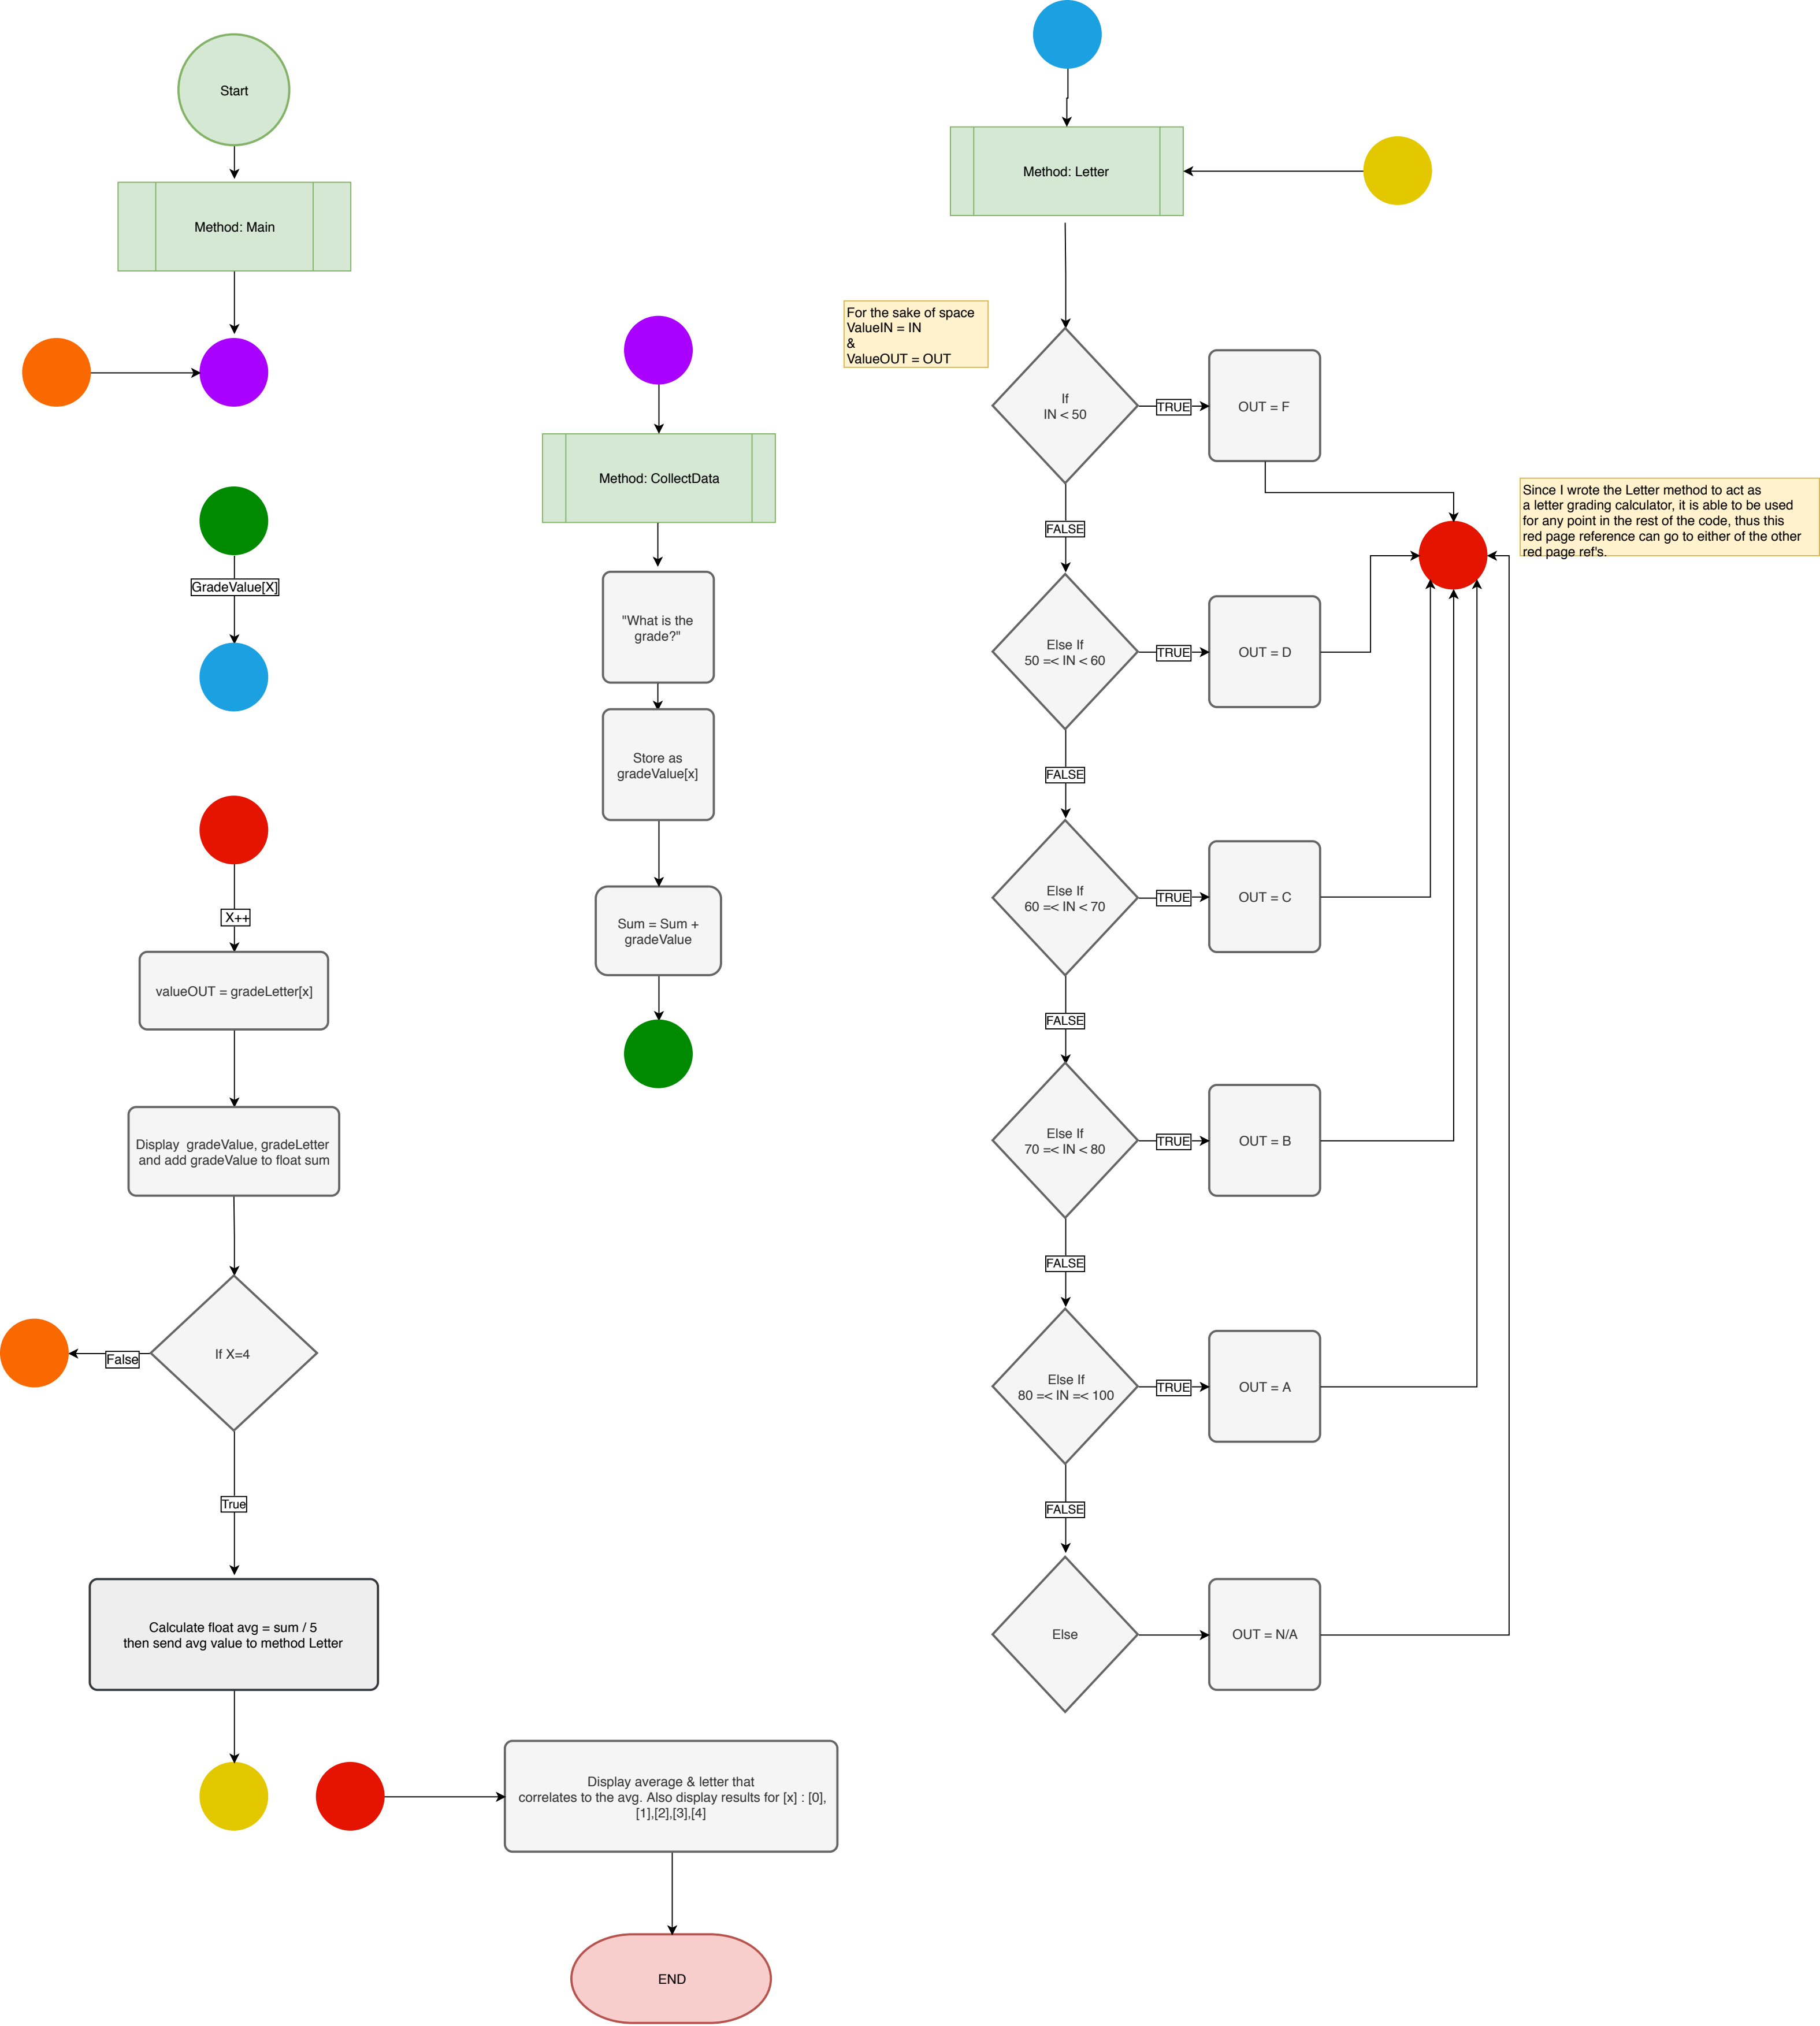 Start
Method: Main
GradeValue[X]
X++
valueOUT = gradeLetter[x]
Display  gradeValue, gradeLetter
and add gradeValue to float sum
If X=4
False
True
Calculate float avg = sum / 5
then send avg value to method Letter
Method: CollectData
"What is the
grade?"
Store as
gradeValue[x]
Sum = Sum +
gradeValue
Display average & letter that
correlates to the avg. Also display results for [x] : [0],
[1],[2],[3],[4]
END
Method: Letter
For the sake of space
ValueIN = IN
&
ValueOUT = OUT
If
IN < 50
TRUE
OUT = F
FALSE
Since I wrote the Letter method to act as
a letter grading calculator, it is able to be used
for any point in the rest of the code, thus this
red page reference can go to either of the other
red page ref's.
Else If
50 =< IN < 60
TRUE
OUT = D
FALSE
Else If
60 =< IN < 70
TRUE
OUT = C
FALSE
Else If
70 =< IN < 80
TRUE
OUT = B
FALSE
Else If
80 =< IN =< 100
TRUE
OUT = A
FALSE
Else
OUT = N/A